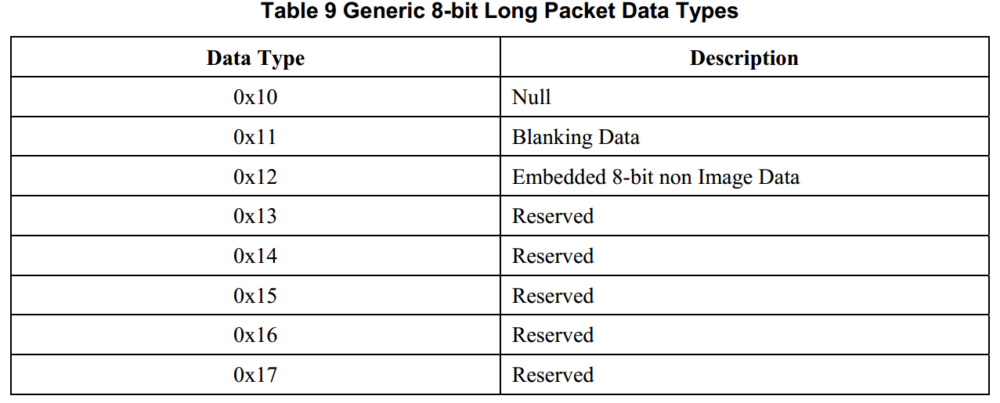 Table 9 Generic 8-bit Long Packet Data Types
Data Type Description
0x10 Null
0x11 Blanking Data
0x12 Embedded 8-bit non Image Data
0x13 Reserved
0x14 Reserved
0x15 Reserved
0x16 Reserved
0x17 Reserved